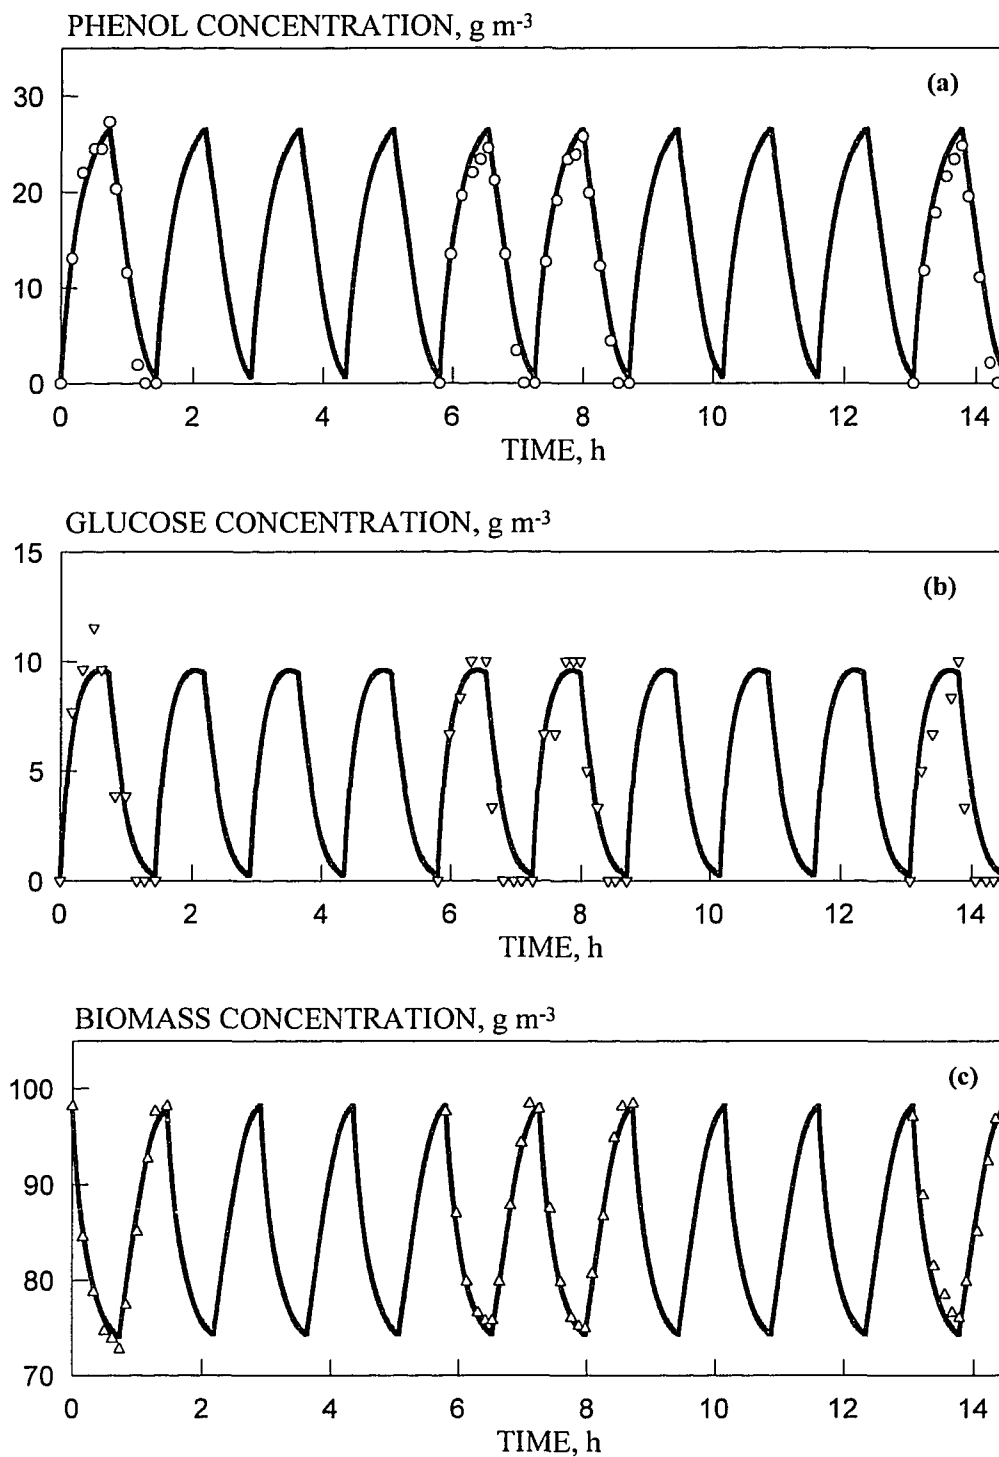 PHENOL CONCENTRATION, g m-3
(a)
30
20
10
0
0 2 4 6 8 10 12 14
TIME, h
GLUCOSE CONCENTRATION, g m-3
15
(b)
10
5
0
0 2 4 6 8 10 12 14
TIME, h
BIOMASS CONCENTRATION, g m-3
(c)
100
90
80
70
0 2 4 6 8 10 12 14
TIME, h